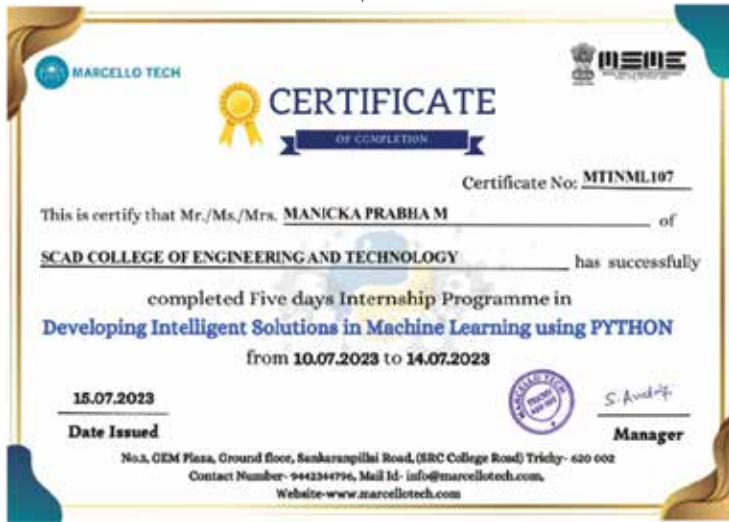 MARCELLO TECH
MSME
CERTIFICATE
OF COMPLETION
Certificate No: MTINML107
This is certify that Mr./Ms./Mrs. MANICKA PRABHA M of
SCAD COLLEGE OF ENGINEERING AND TECHNOLOGY has successfully
completed Five days Internship Programme in
Developing Intelligent Solutions in Machine Learning using PYTHON
from 10.07.2023 to 14.07.2023
15.07.2023
Date Issued
MARCELLO TECH
Manager
No.2, GEM Plaza, Ground floor, Sankaranpillai Road, (SRC College Road) Trichy- 620 002
Contact Number- 9442344796, Mail Id- info@marcellotech.com,
Website-www.marcellotech.com